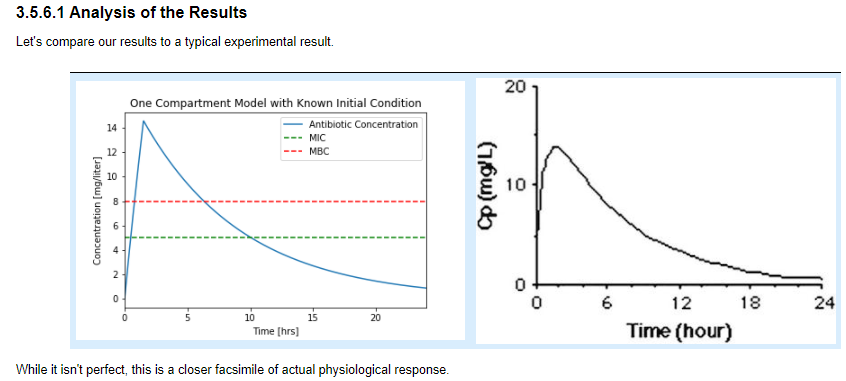 3.5.6.1 Analysis of the Results
Let's compare our results to a typical experimental result.
One Compartment Model with Known Initial Condition
Antibiotic Concentration
MIC
MBC
Concentration [mg/liter]
14
12
10
8
6
4
2
0
0 5 10 15 20
Time [hrs]
Cp (mg/L)
20
10
0
0 6 12 18 24
Time (hour)
While it isn't perfect, this is a closer facsimile of actual physiological response.